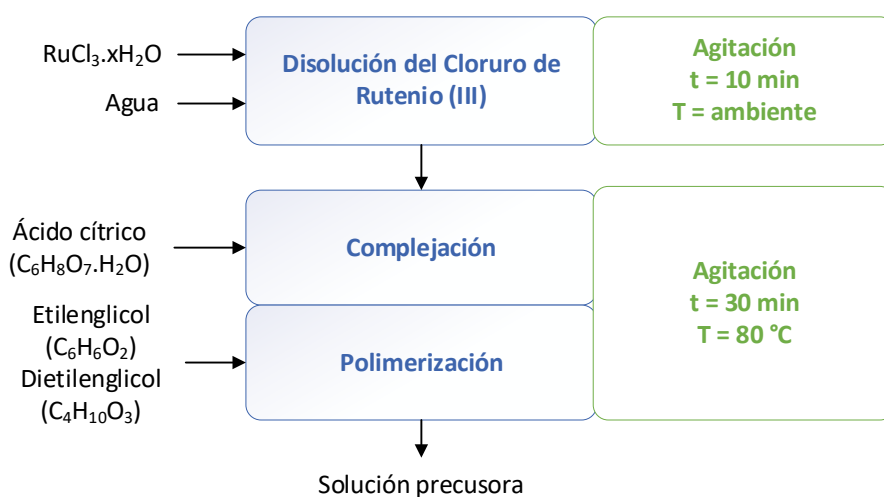 RuCl₃.xH₂O
Agua
Disolución del Cloruro de
Rutenio (III)
Agitación
t = 10 min
T = ambiente
Ácido cítrico
(C₆H₈O₇.H₂O)
Complejación
Etilenglicol
(C₆H₆O₂)
Dietilenglicol
(C₄H₁₀O₃)
Polimerización
Agitación
t = 30 min
T = 80 °C
Solución precusora